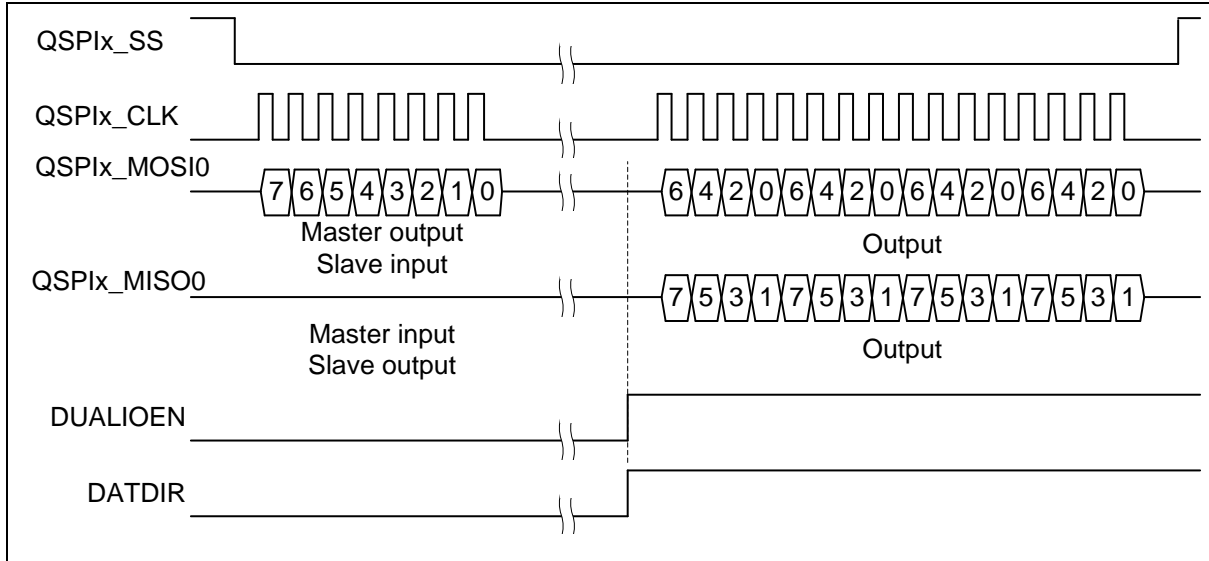 QSPIx_SS
QSPIx_CLK
QSPIx_MOSI0
7 6 5 4 3 2 1 0
6 4 2 0 6 4 2 0 6 4 2 0 6 4 2 0
Master output
Slave input
Output
QSPIx_MISO0
7 5 3 1 7 5 3 1 7 5 3 1 7 5 3 1
Master input
Slave output
Output
DUALIOEN
DATDIR